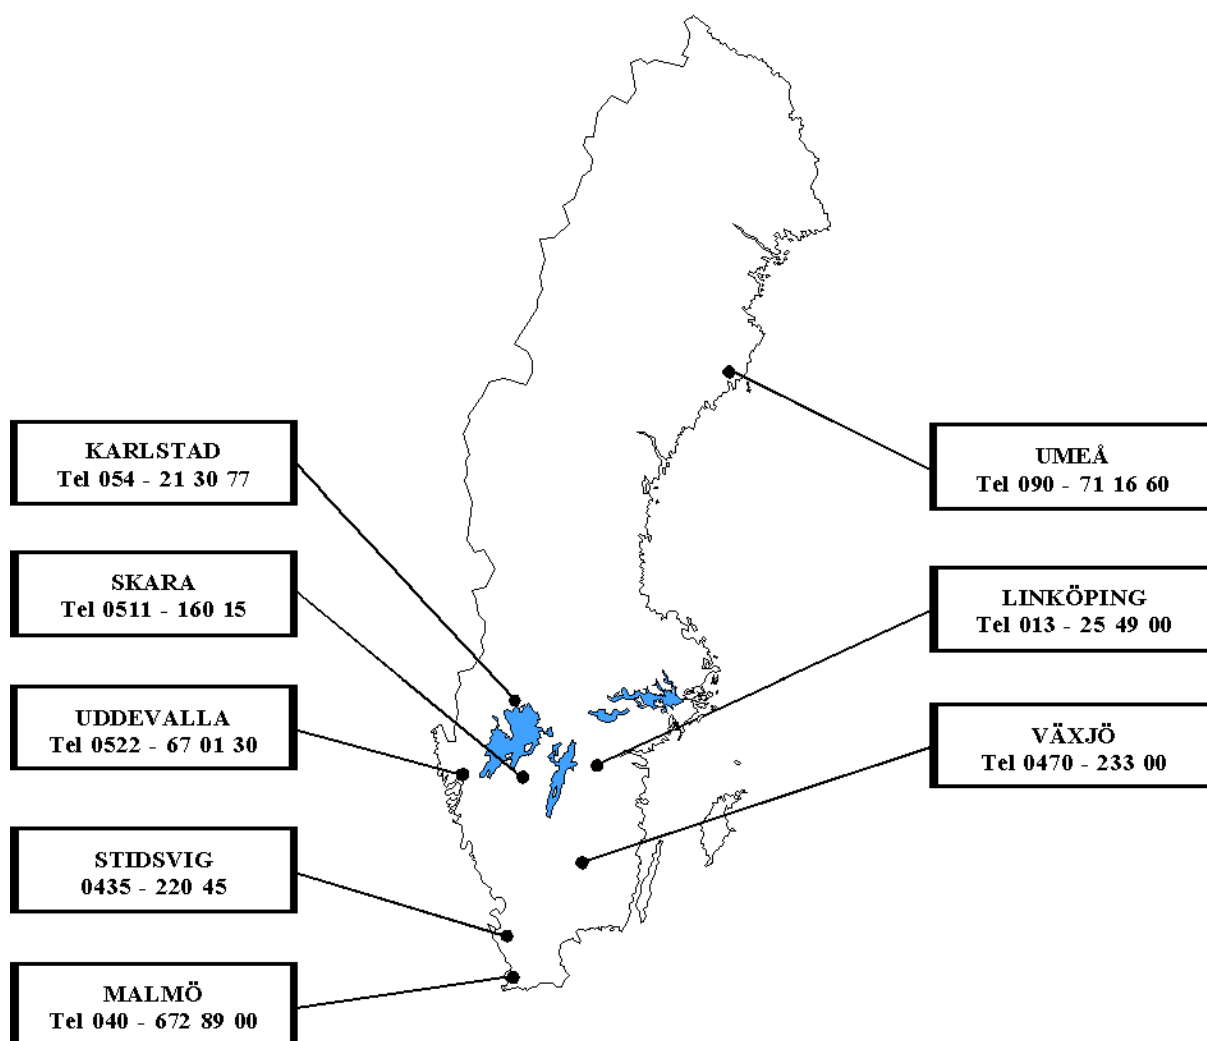 KARLSTAD
Tel 054 - 21 30 77
SKARA
Tel 0511 - 160 15
UDDEVALLA
Tel 0522 - 67 01 30
STIDSVIG
0435 - 220 45
MALMÖ
Tel 040 - 672 89 00
UMEÅ
Tel 090 - 71 16 60
LINKÖPING
Tel 013 - 25 49 00
VÄXJÖ
Tel 0470 - 233 00